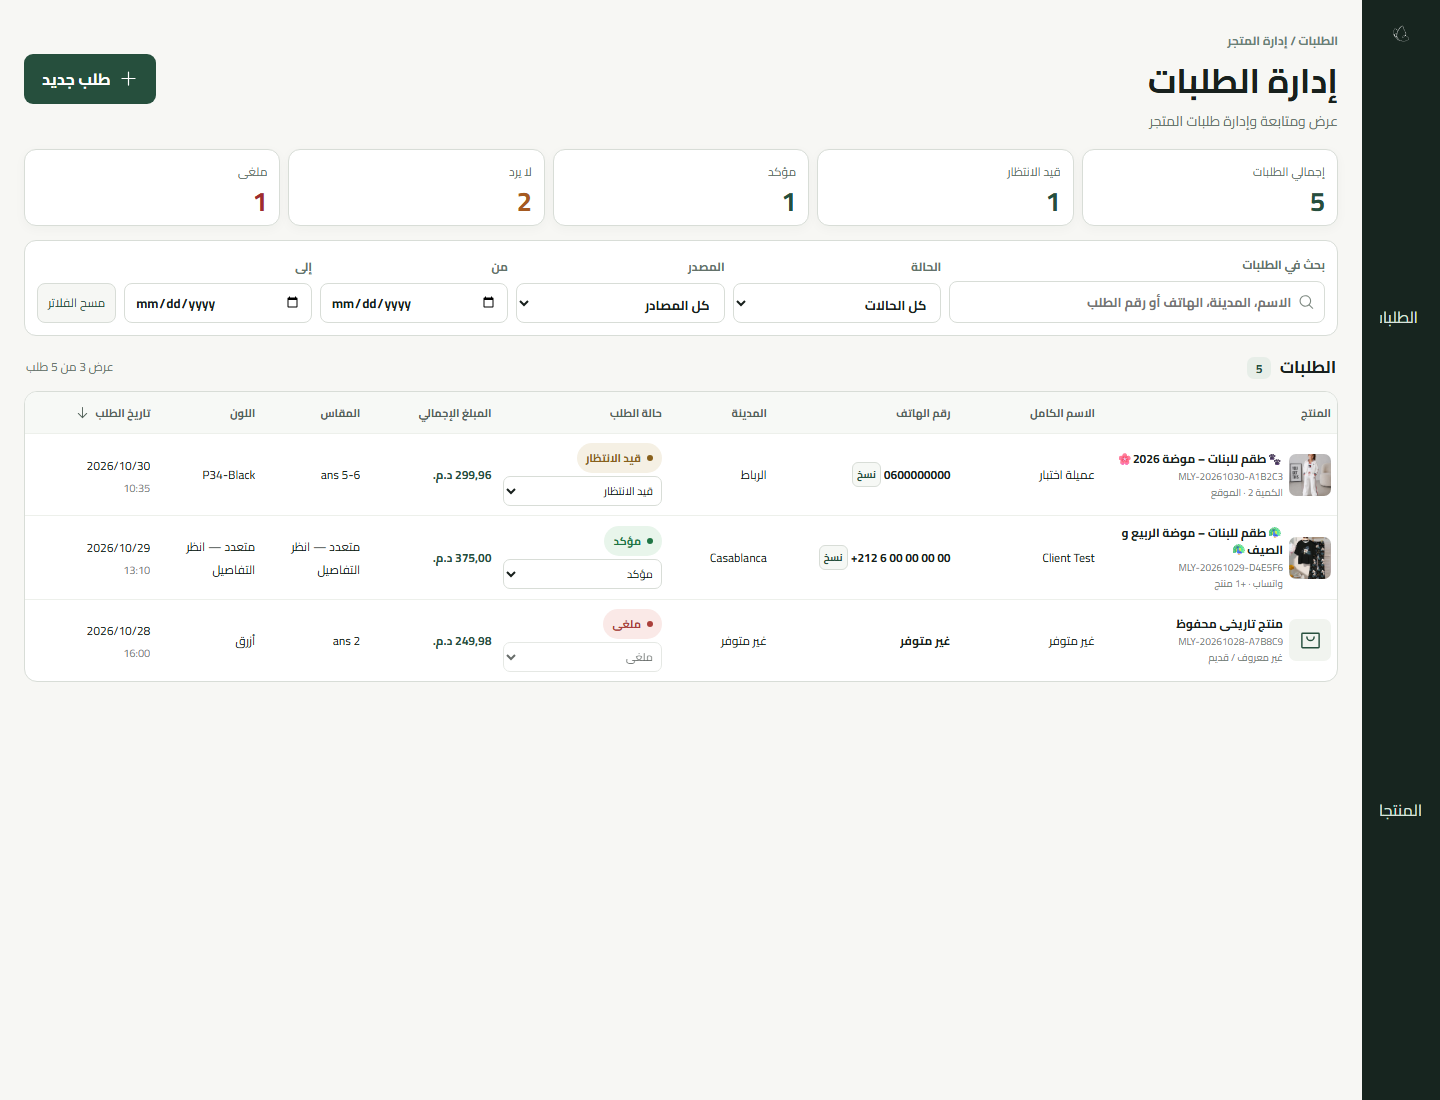 الطلبات / إدارة المتجر
إدارة الطلبات
عرض ومتابعة وإدارة طلبات المتجر
طلب جديد
إجمالي الطلبات
5
قيد الانتظار
1
مؤكد
1
لا يرد
2
ملغى
1
بحث في الطلبات
الاسم، المدينة، الهاتف أو رقم الطلب
الحالة
كل الحالات
المصدر
كل المصادر
من
mm/dd/yyyy
إلى
mm/dd/yyyy
مسح الفلاتر
الطلبات 5
عرض 3 من 5 طلب
المنتج الاسم الكامل رقم الهاتف المدينة حالة الطلب المبلغ الإجمالي المقاس اللون تاريخ الطلب ↓
🐾 طقم للبنات – موضة 2026 🌸
MLY-20261030-A1B2C3
الكمية 2 · الموقع
عميلة اختبار
0600000000 نسخ
الرباط
قيد الانتظار
قيد الانتظار
299,96 د.م.
5-6 ans
P34-Black
2026/10/30
10:35
🦚 طقم للبنات – موضة الربيع و
الصيف 🦚
MLY-20261029-D4E5F6
واتساب · +1 منتج
Client Test
+212 6 00 00 00 00 نسخ
Casablanca
مؤكد
مؤكد
375,00 د.م.
متعدد — انظر
التفاصيل
متعدد — انظر
التفاصيل
2026/10/29
13:10
منتج تاريخي محفوظ
MLY-20261028-A7B8C9
غير معروف / قديم
غير متوفر
غير متوفر
غير متوفر
ملغى
ملغى
249,98 د.م.
2 ans
أزرق
2026/10/28
16:00
الطلبا
المنتجا